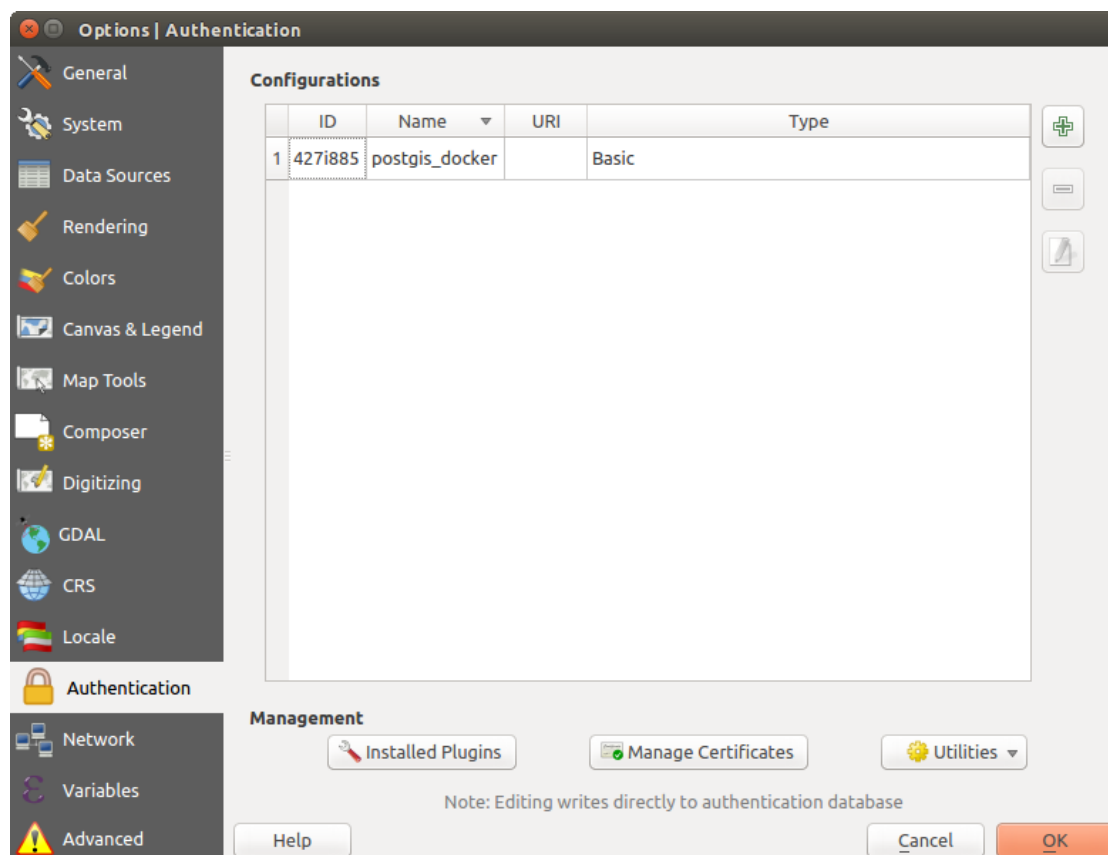 Options | Authentication
General
System
Data Sources
Rendering
Colors
Canvas & Legend
Map Tools
Composer
Digitizing
GDAL
CRS
Locale
Authentication
Network
Variables
Advanced
Configurations
ID Name URI Type
1 427i885 postgis_docker Basic
Management
Installed Plugins Manage Certificates Utilities
Note: Editing writes directly to authentication database
Help Cancel OK